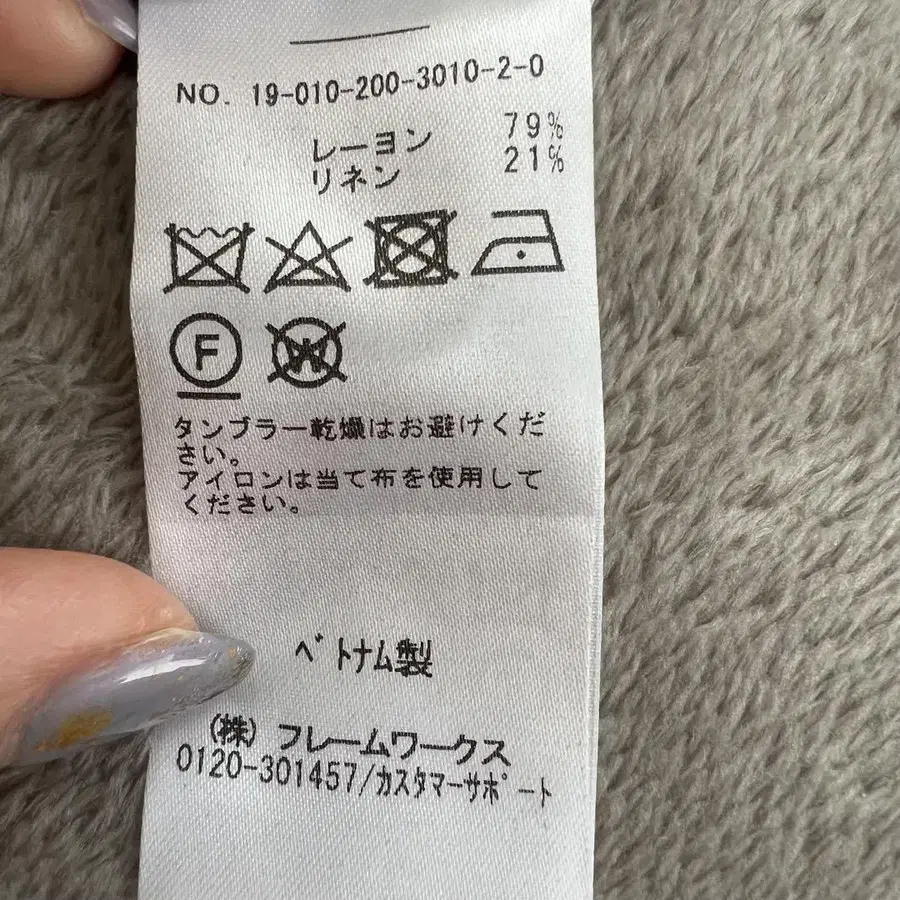 NO. 19-010-200-3010-2-0
レーヨン 79%
リネン 21%
F
W
タンブラー乾燥はお避けくだ
さい。
アイロンは当て布を使用して
ください。
ベトナム製
(株)フレームワークス
0120-301457/カスタマーサポート